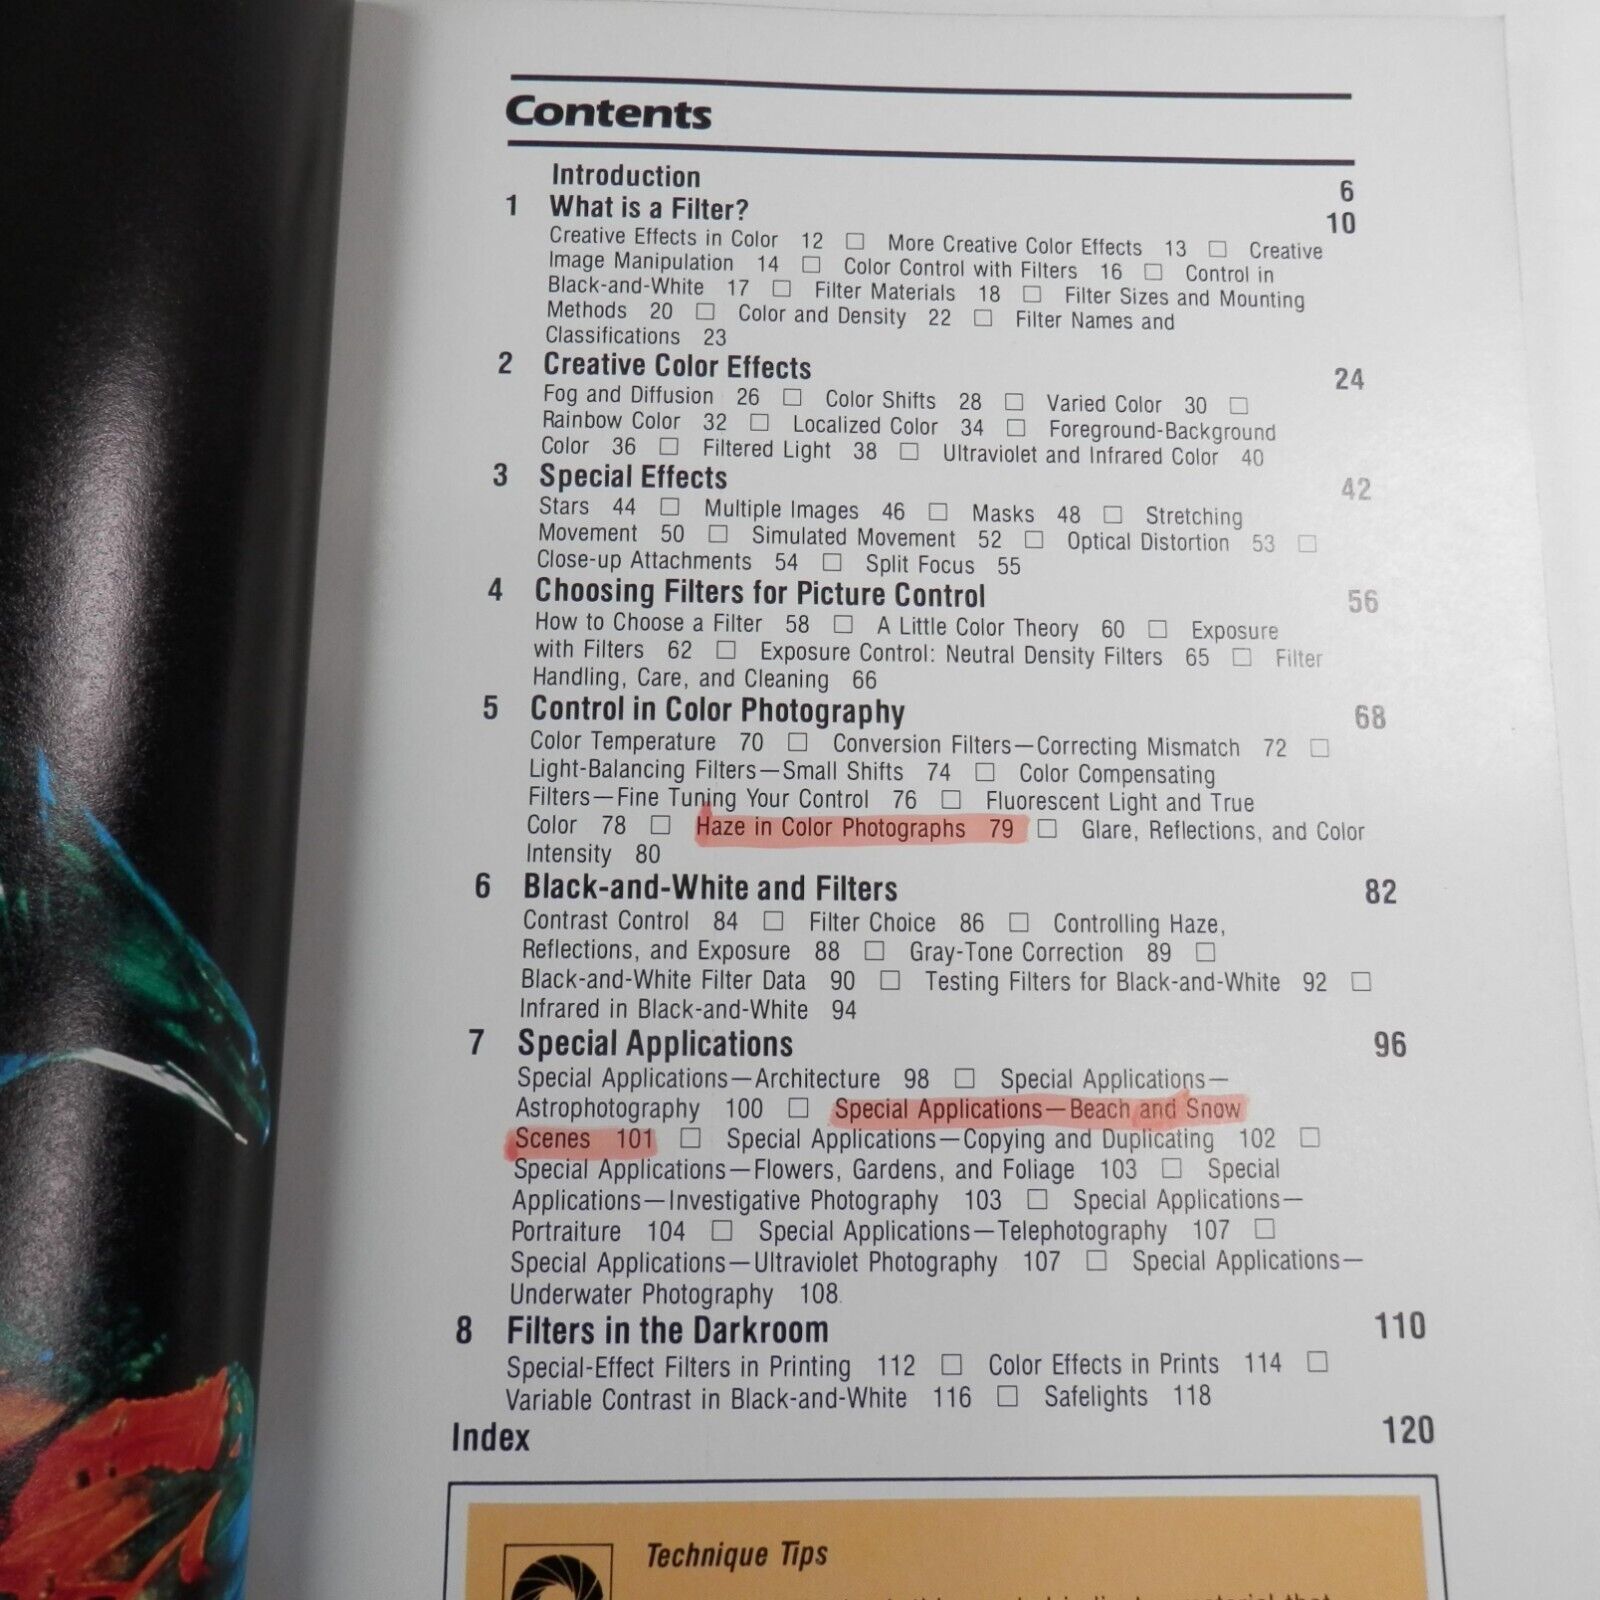 Contents
Introduction 6
1 What is a Filter? 10
Creative Effects in Color 12 □ More Creative Color Effects 13 □ Creative
Image Manipulation 14 □ Color Control with Filters 16 □ Control in
Black-and-White 17 □ Filter Materials 18 □ Filter Sizes and Mounting
Methods 20 □ Color and Density 22 □ Filter Names and
Classifications 23
2 Creative Color Effects 24
Fog and Diffusion 26 □ Color Shifts 28 □ Varied Color 30 □
Rainbow Color 32 □ Localized Color 34 □ Foreground-Background
Color 36 □ Filtered Light 38 □ Ultraviolet and Infrared Color 40
3 Special Effects 42
Stars 44 □ Multiple Images 46 □ Masks 48 □ Stretching
Movement 50 □ Simulated Movement 52 □ Optical Distortion 53 □
Close-up Attachments 54 □ Split Focus 55
4 Choosing Filters for Picture Control 56
How to Choose a Filter 58 □ A Little Color Theory 60 □ Exposure
with Filters 62 □ Exposure Control: Neutral Density Filters 65 □ Filter
Handling, Care, and Cleaning 66
5 Control in Color Photography 68
Color Temperature 70 □ Conversion Filters—Correcting Mismatch 72 □
Light-Balancing Filters—Small Shifts 74 □ Color Compensating
Filters—Fine Tuning Your Control 76 □ Fluorescent Light and True
Color 78 □ Haze in Color Photographs 79 □ Glare, Reflections, and Color
Intensity 80
6 Black-and-White and Filters 82
Contrast Control 84 □ Filter Choice 86 □ Controlling Haze,
Reflections, and Exposure 88 □ Gray-Tone Correction 89 □
Black-and-White Filter Data 90 □ Testing Filters for Black-and-White 92 □
Infrared in Black-and-White 94
7 Special Applications 96
Special Applications—Architecture 98 □ Special Applications—
Astrophotography 100 □ Special Applications—Beach and Snow
Scenes 101 □ Special Applications—Copying and Duplicating 102 □
Special Applications—Flowers, Gardens, and Foliage 103 □ Special
Applications—Investigative Photography 103 □ Special Applications—
Portraiture 104 □ Special Applications—Telephotography 107 □
Special Applications—Ultraviolet Photography 107 □ Special Applications—
Underwater Photography 108
8 Filters in the Darkroom 110
Special-Effect Filters in Printing 112 □ Color Effects in Prints 114 □
Variable Contrast in Black-and-White 116 □ Safelights 118
Index 120
Technique Tips